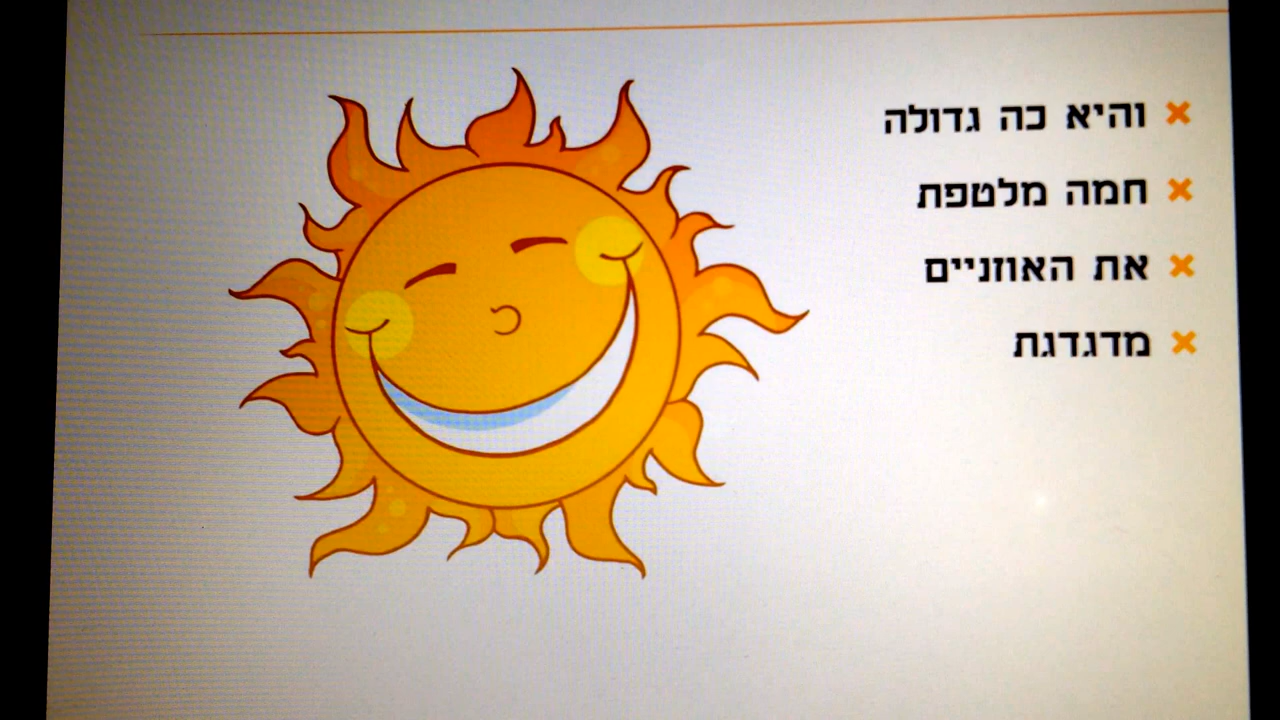 והיא כה גדולה
חמה מלטפת
את האוזניים
מדגדגת